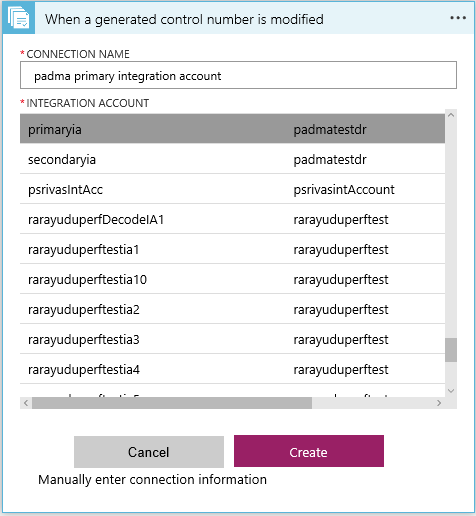 When a generated control number is modified
* CONNECTION NAME
padma primary integration account
* INTEGRATION ACCOUNT
primaryia padmatestdr
secondaryia padmatestdr
psrivasIntAcc psrivasintAccount
rarayuduperfDecodeIA1 rarayuduperftest
rarayuduperftestia1 rarayuduperftest
rarayuduperftestia10 rarayuduperftest
rarayuduperftestia2 rarayuduperftest
rarayuduperftestia3 rarayuduperftest
rarayuduperftestia4 rarayuduperftest
Cancel Create
Manually enter connection information